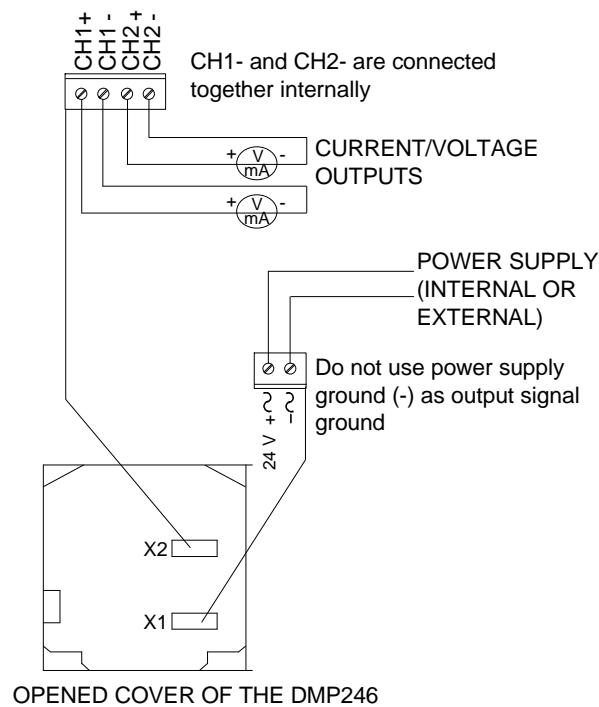 CH1+
CH1-
CH2+
CH2-
CH1- and CH2- are connected
together internally
+ V -
mA
CURRENT/VOLTAGE
OUTPUTS
+ V -
mA
POWER SUPPLY
(INTERNAL OR
EXTERNAL)
Do not use power supply
ground (-) as output signal
ground
24 V + ~
- ~
X2
X1
OPENED COVER OF THE DMP246